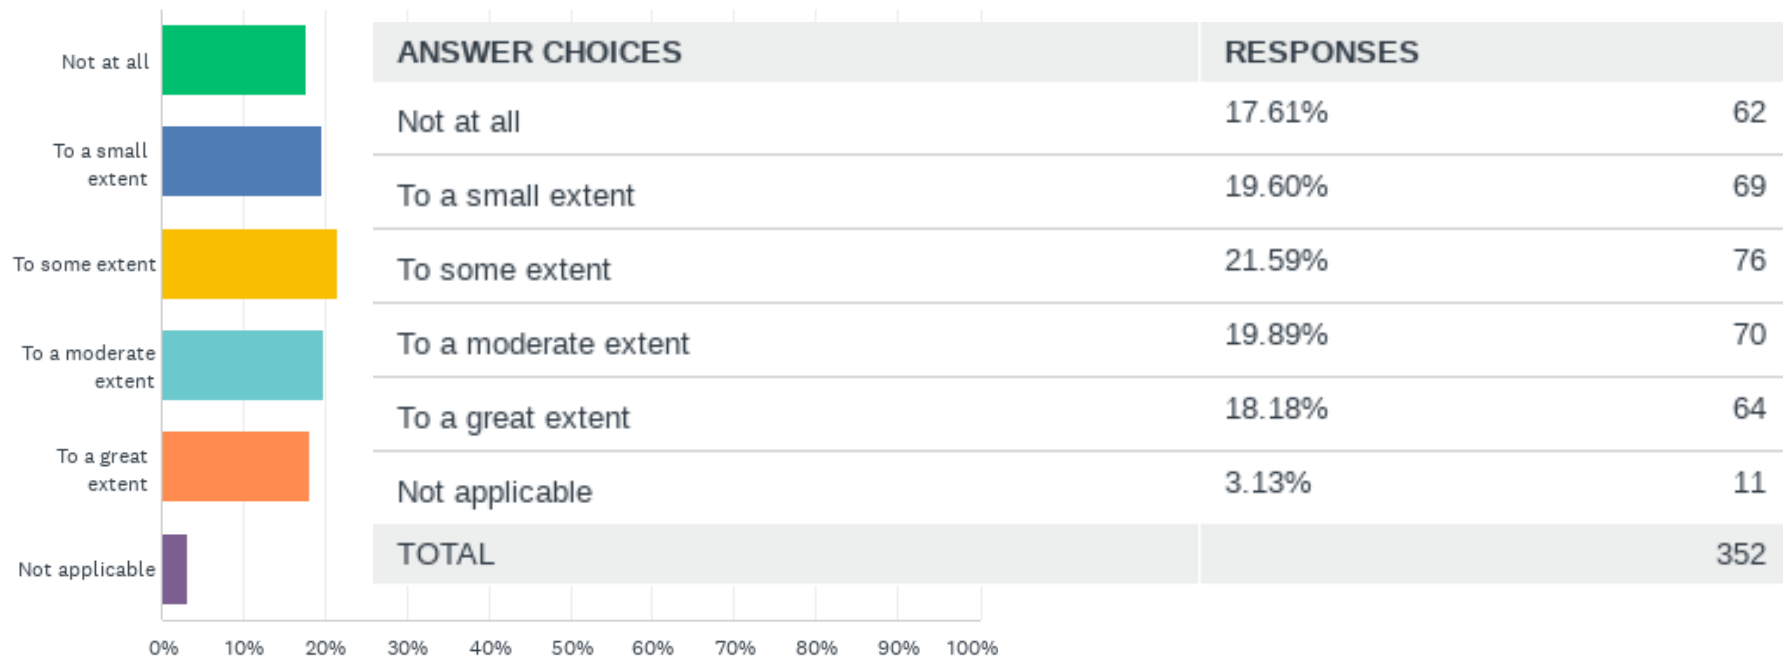 Not at all
To a small
extent
To some extent
To a moderate
extent
To a great
extent
Not applicable
0% 10% 20% 30% 40% 50% 60% 70% 80% 90% 100%
ANSWER CHOICES RESPONSES
Not at all 17.61% 62
To a small extent 19.60% 69
To some extent 21.59% 76
To a moderate extent 19.89% 70
To a great extent 18.18% 64
Not applicable 3.13% 11
TOTAL 352